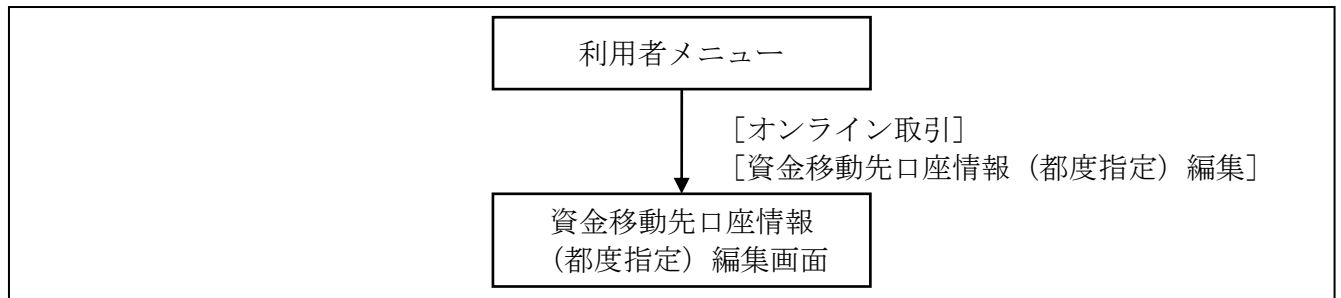 利用者メニュー
［オンライン取引］
［資金移動先口座情報（都度指定）編集］
資金移動先口座情報
（都度指定）編集画面